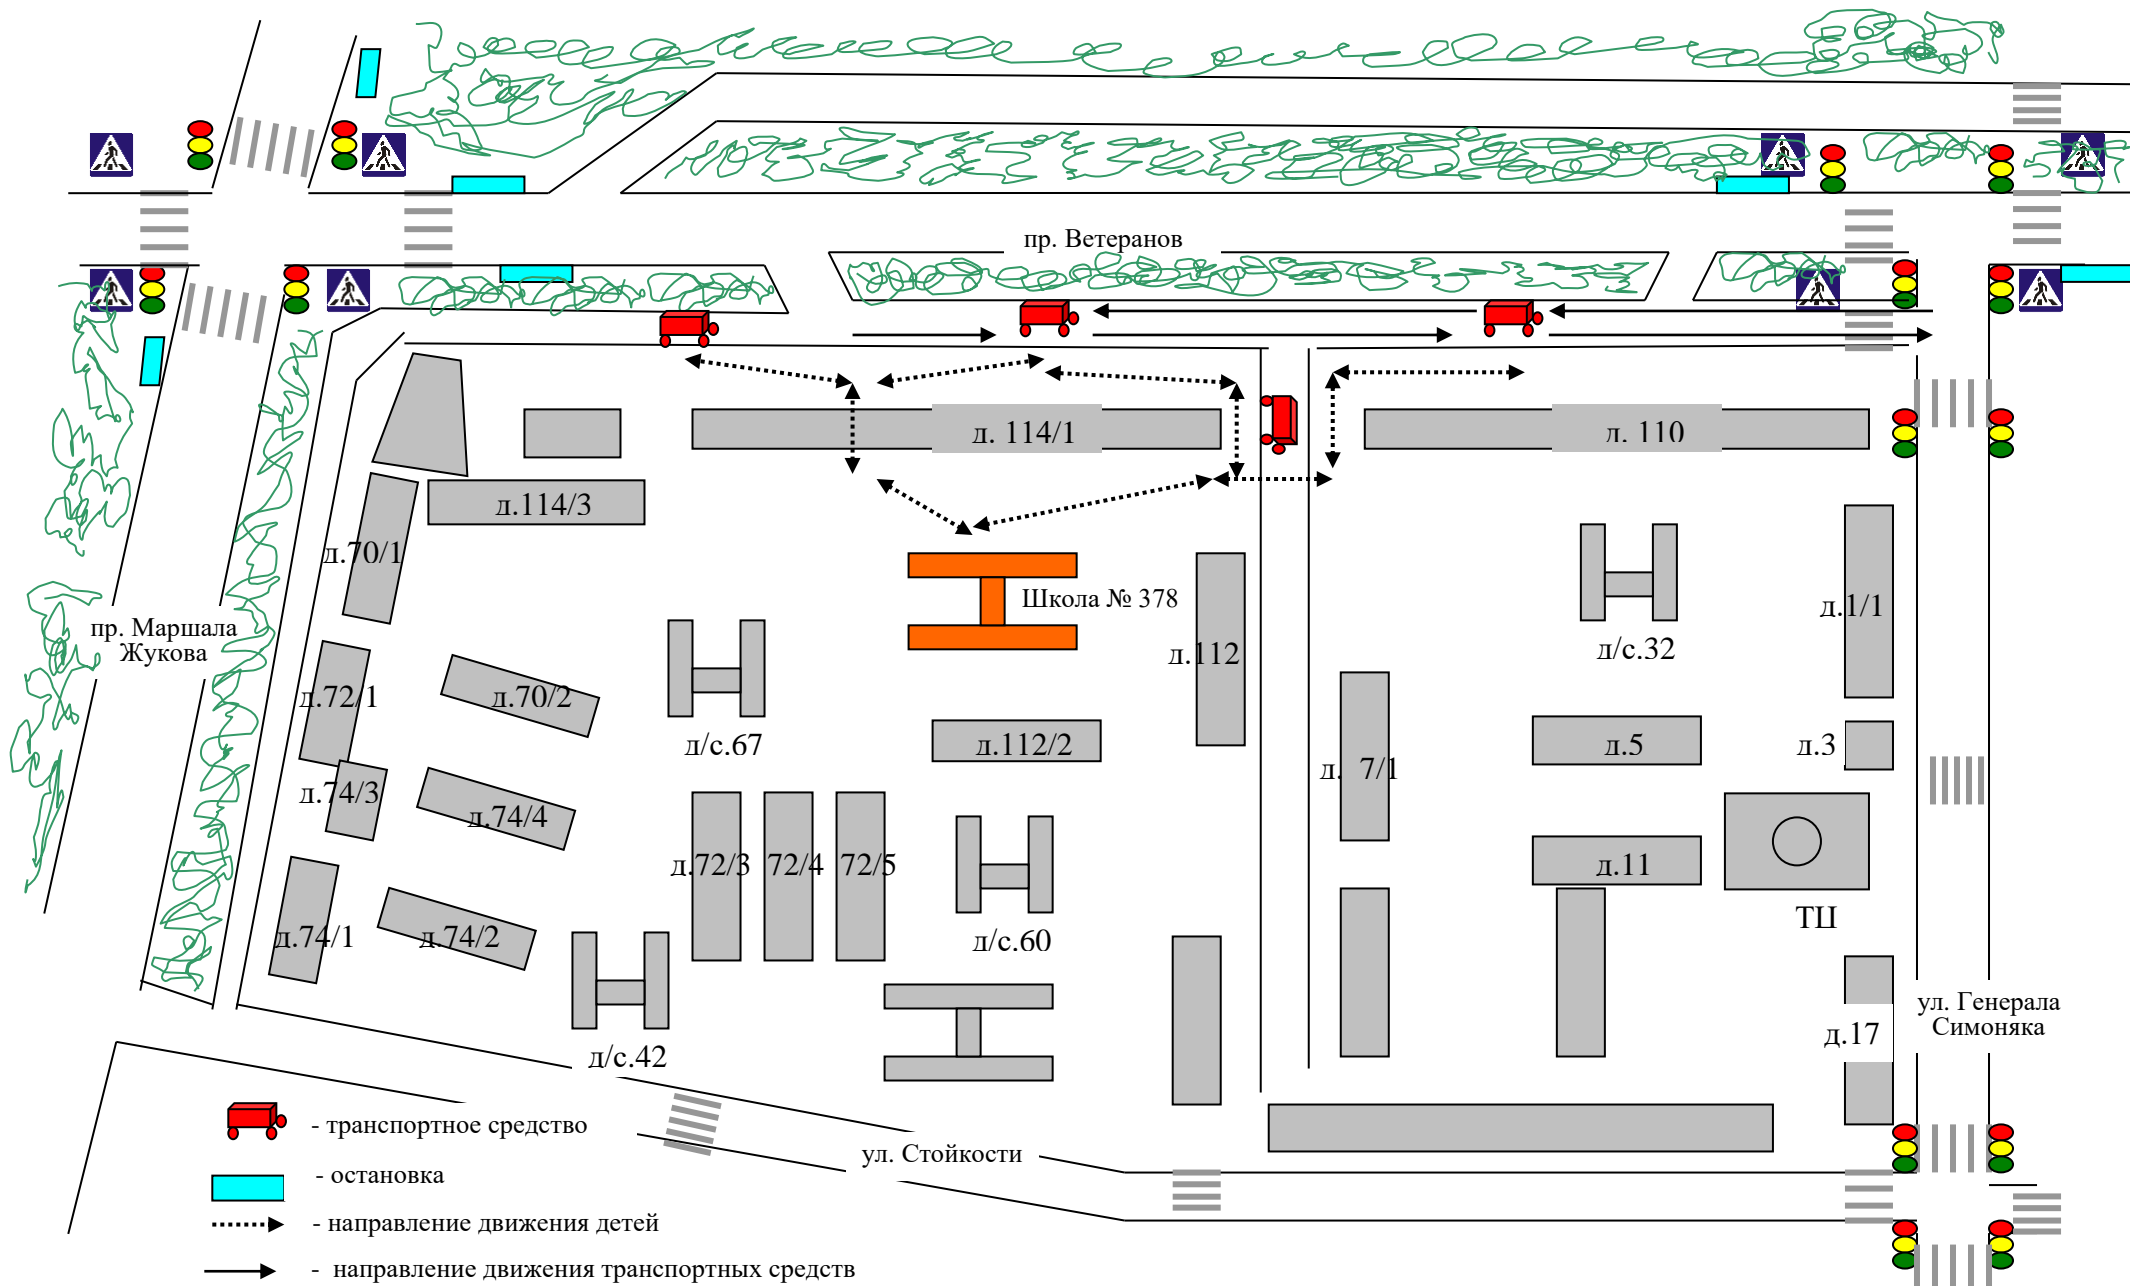 пр. Ветеранов
д. 114/1
д. 110
д.114/3
д.70/1
Школа № 378
д.1/1
пр. Маршала
Жукова
д/с.32
д.112
д.72/1
д.70/2
д/с.67
д.112/2
д.5
д.3
д. 7/1
д.74/3
д.74/4
д.72/3
72/4
72/5
д.11
ТЦ
д.74/1
д.74/2
д/с.60
д/с.42
ул. Генерала
Симоняка
д.17
- транспортное средство
ул. Стойкости
- остановка
- направление движения детей
- направление движения транспортных средств